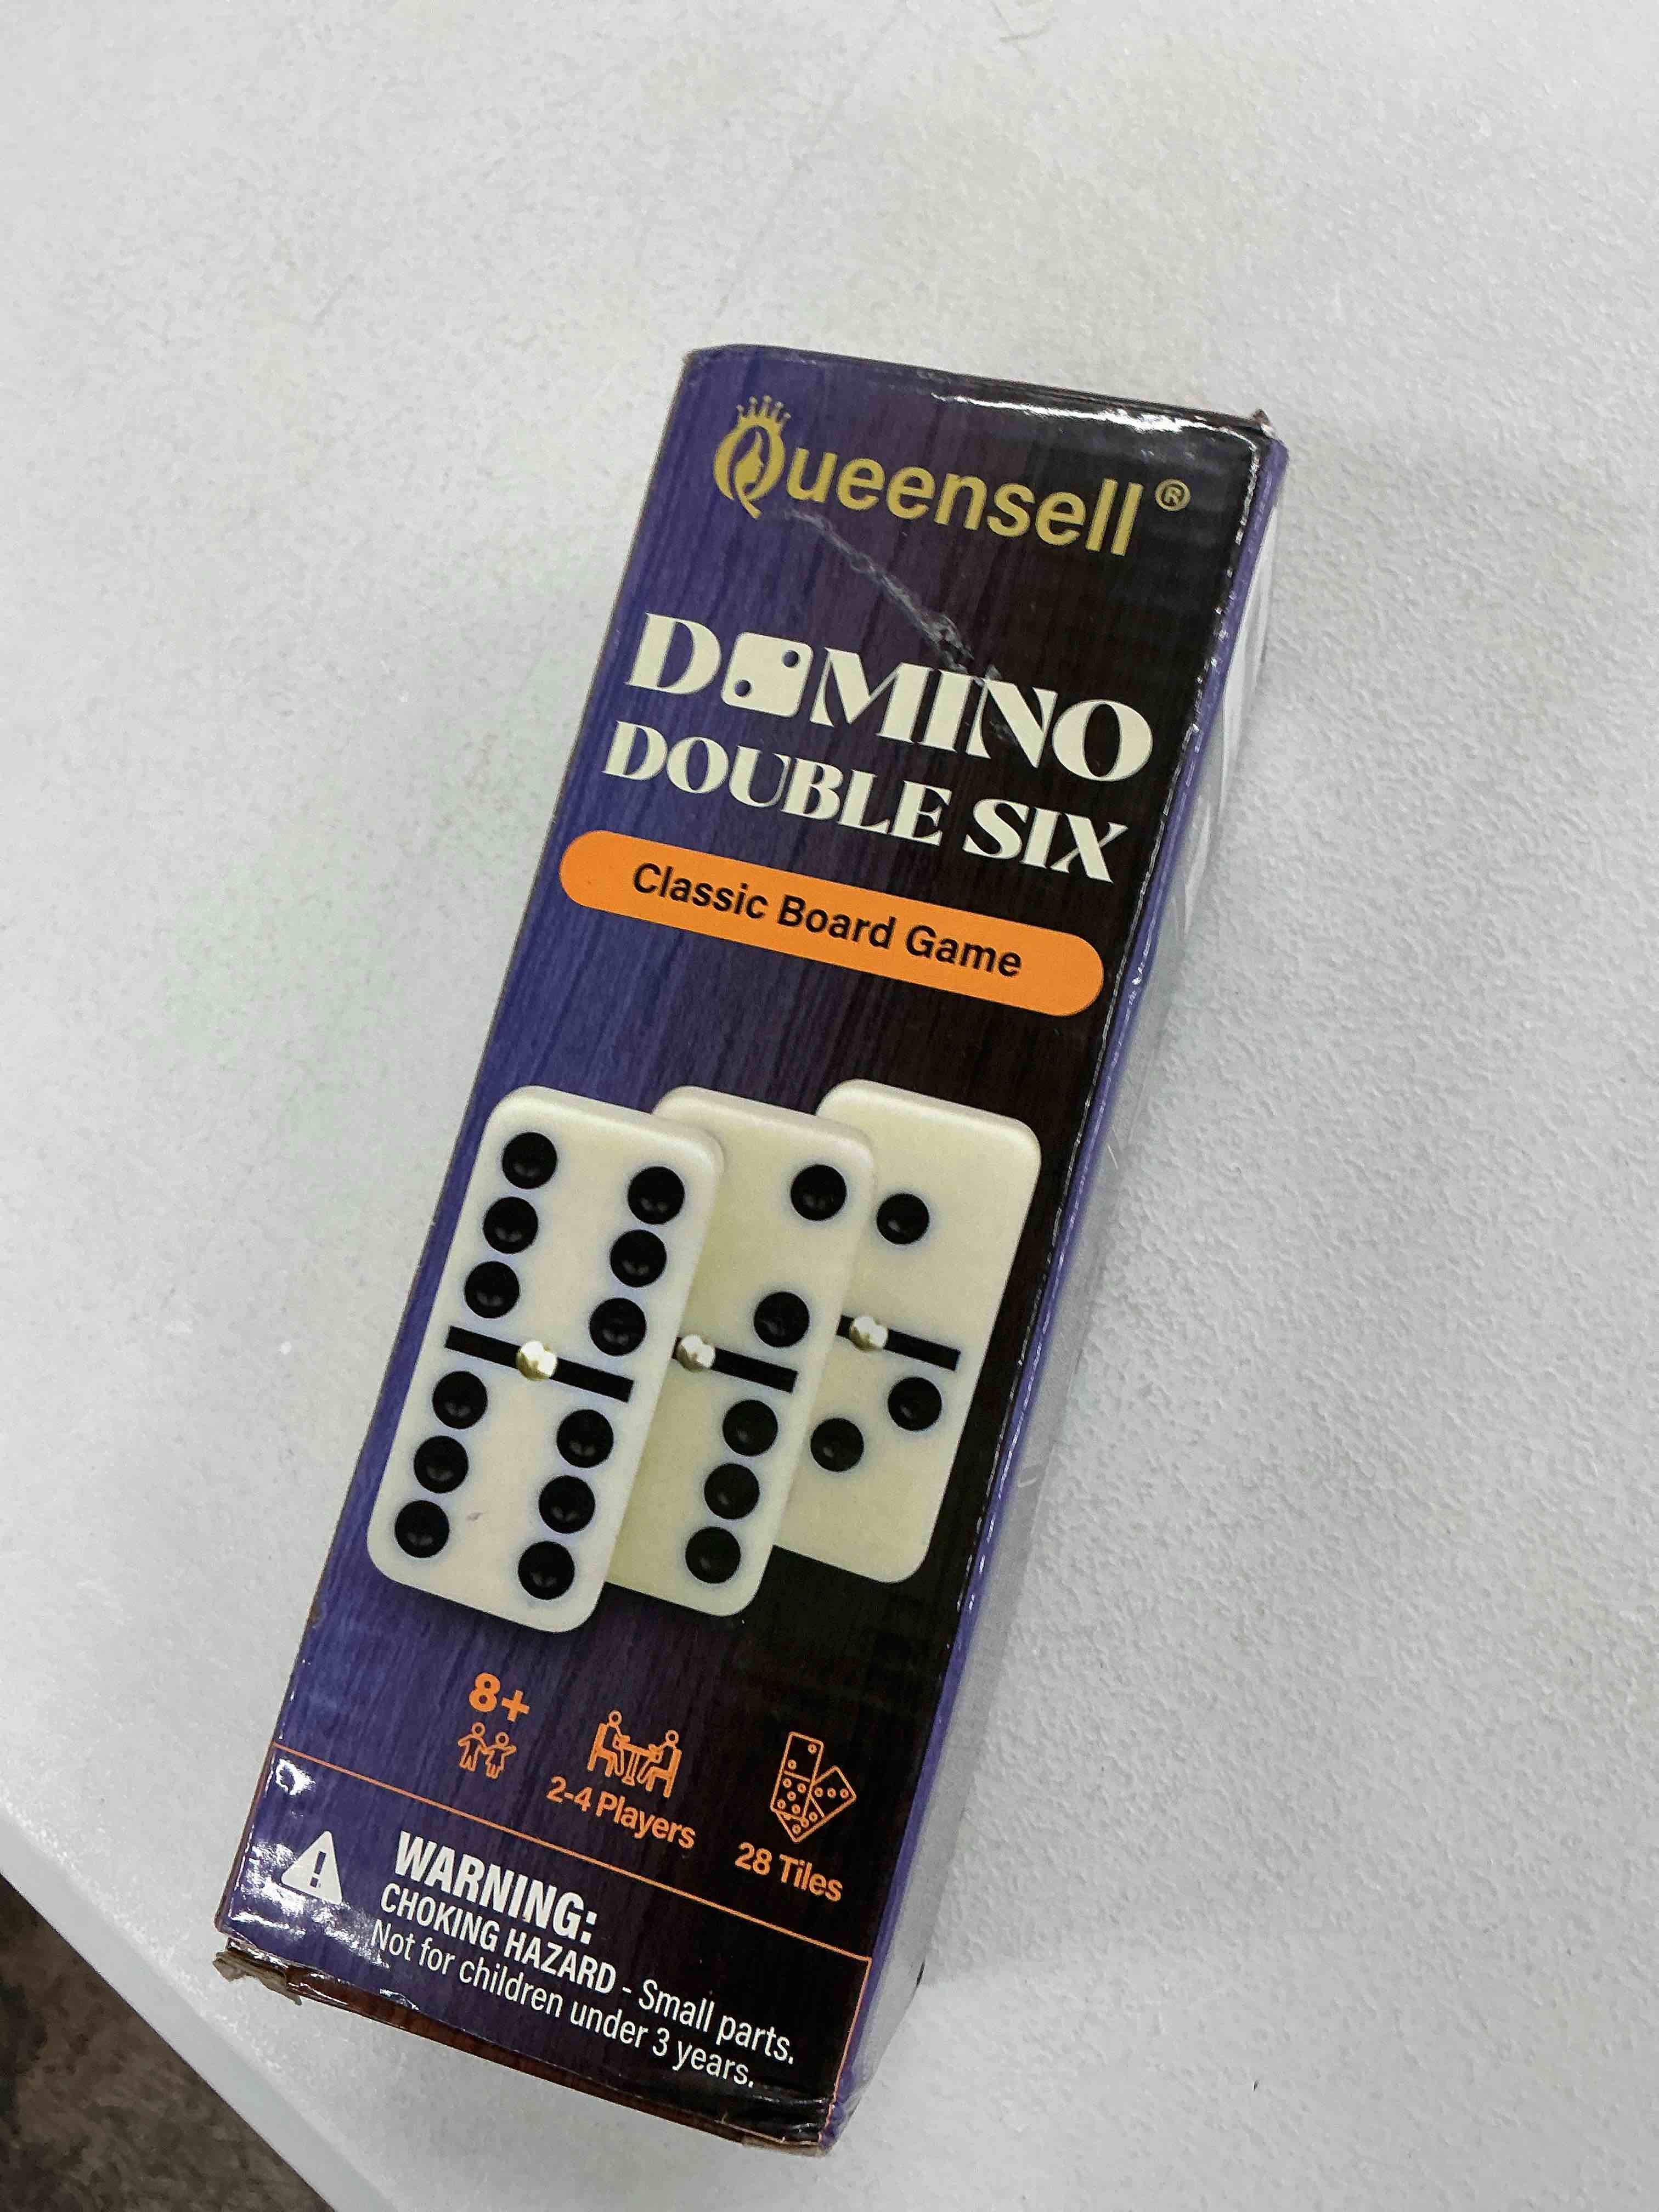 Queensell®
DOMINO
DOUBLE SIX
Classic Board Game
8+
2-4 Players
28 Tiles
WARNING:
CHOKING HAZARD - Small parts.
Not for children under 3 years.